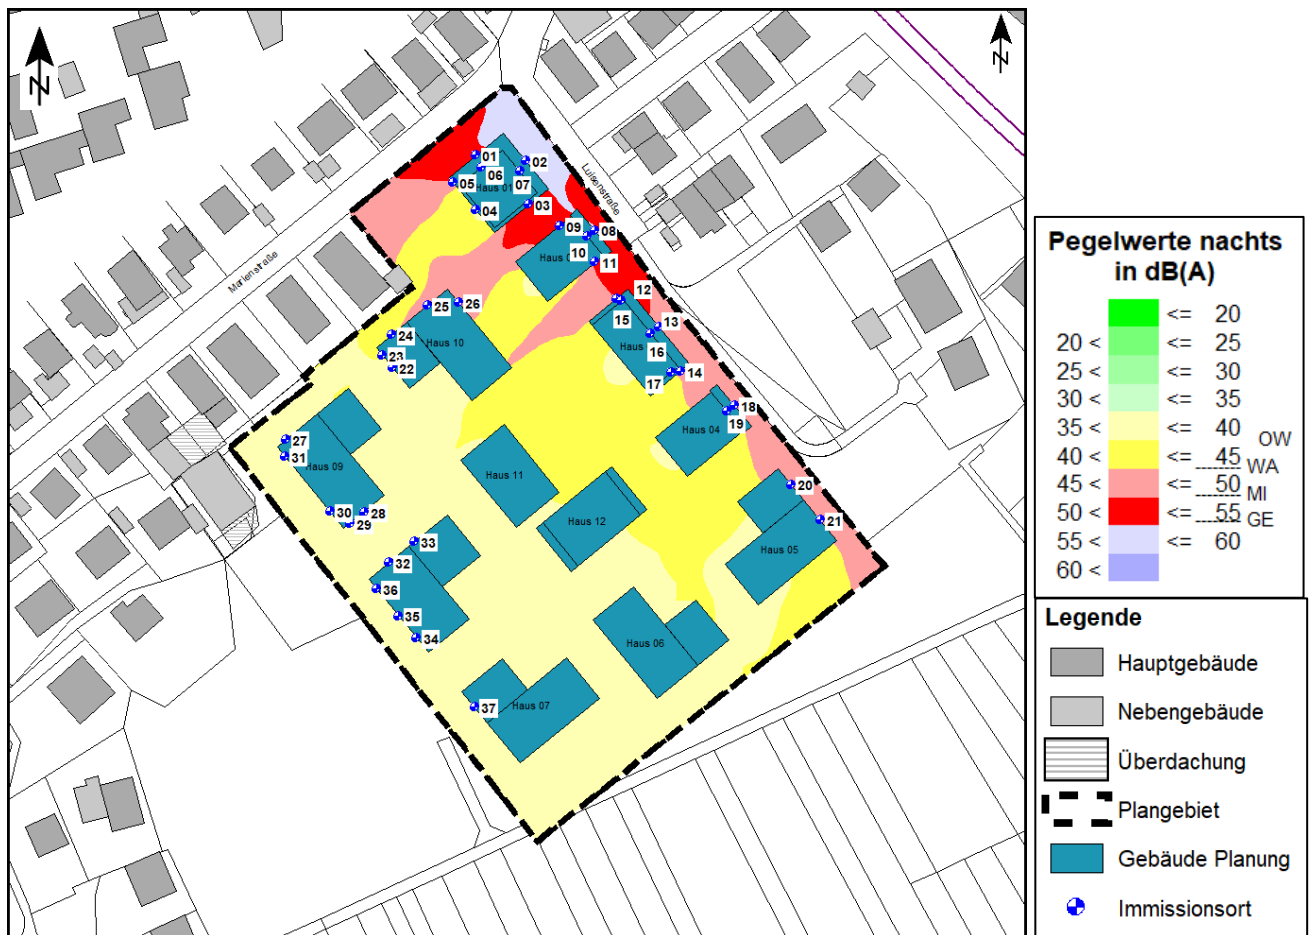 N
N
01
02
06
07
05
Haus 01
04
03
Luisenstraße
Marienstraße
09
08
10
11
12
15
13
Haus
16
17
14
25
26
24
Haus 10
23
22
18
19
Haus 04
27
31
Haus 09
30
28
29
Haus 11
Haus 12
20
21
Haus 05
33
32
36
35
34
Haus 06
37
Haus 07
Pegelwerte nachts
in dB(A)
<= 20
20 < <= 25
25 < <= 30
30 < <= 35
35 < <= 40
OW
40 < <= 45
WA
45 < <= 50
MI
50 < <= 55
GE
55 < <= 60
60 <
Legende
Hauptgebäude
Nebengebäude
Überdachung
Plangebiet
Gebäude Planung
Immissionsort